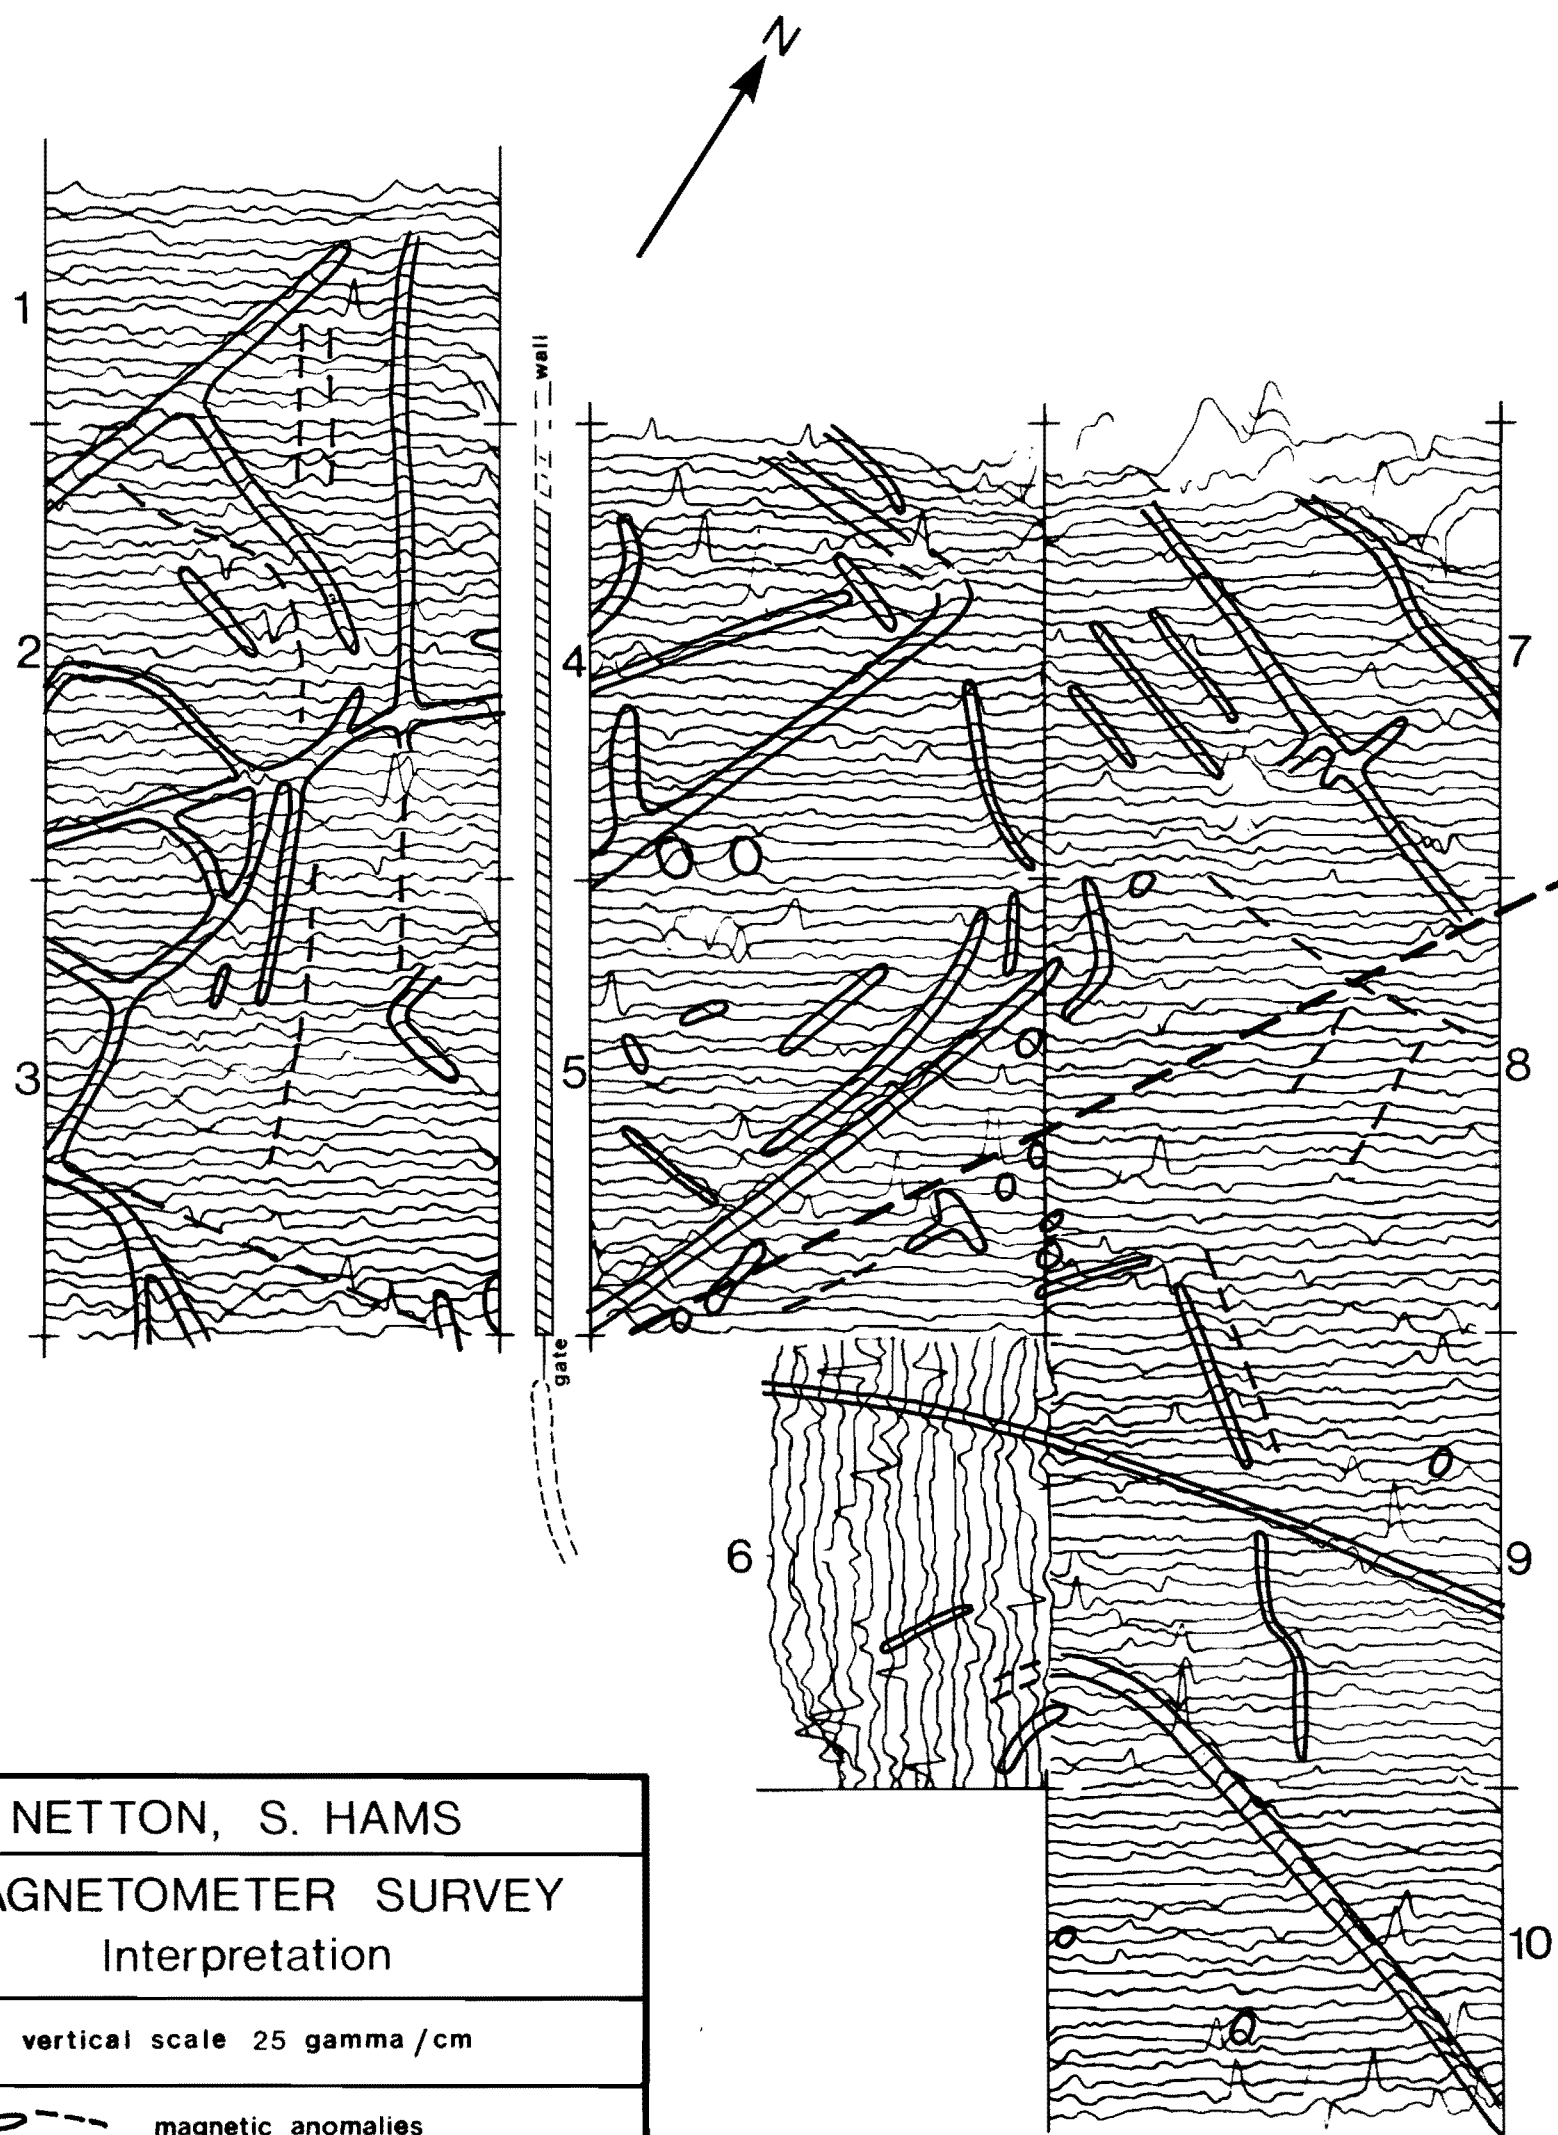 N
1
wall
2
4
7
3
5
8
gate
6
9
NETTON, S. HAMS
AGNETOMETER SURVEY
Interpretation
10
vertical scale 25 gamma/cm
magnetic anomalies